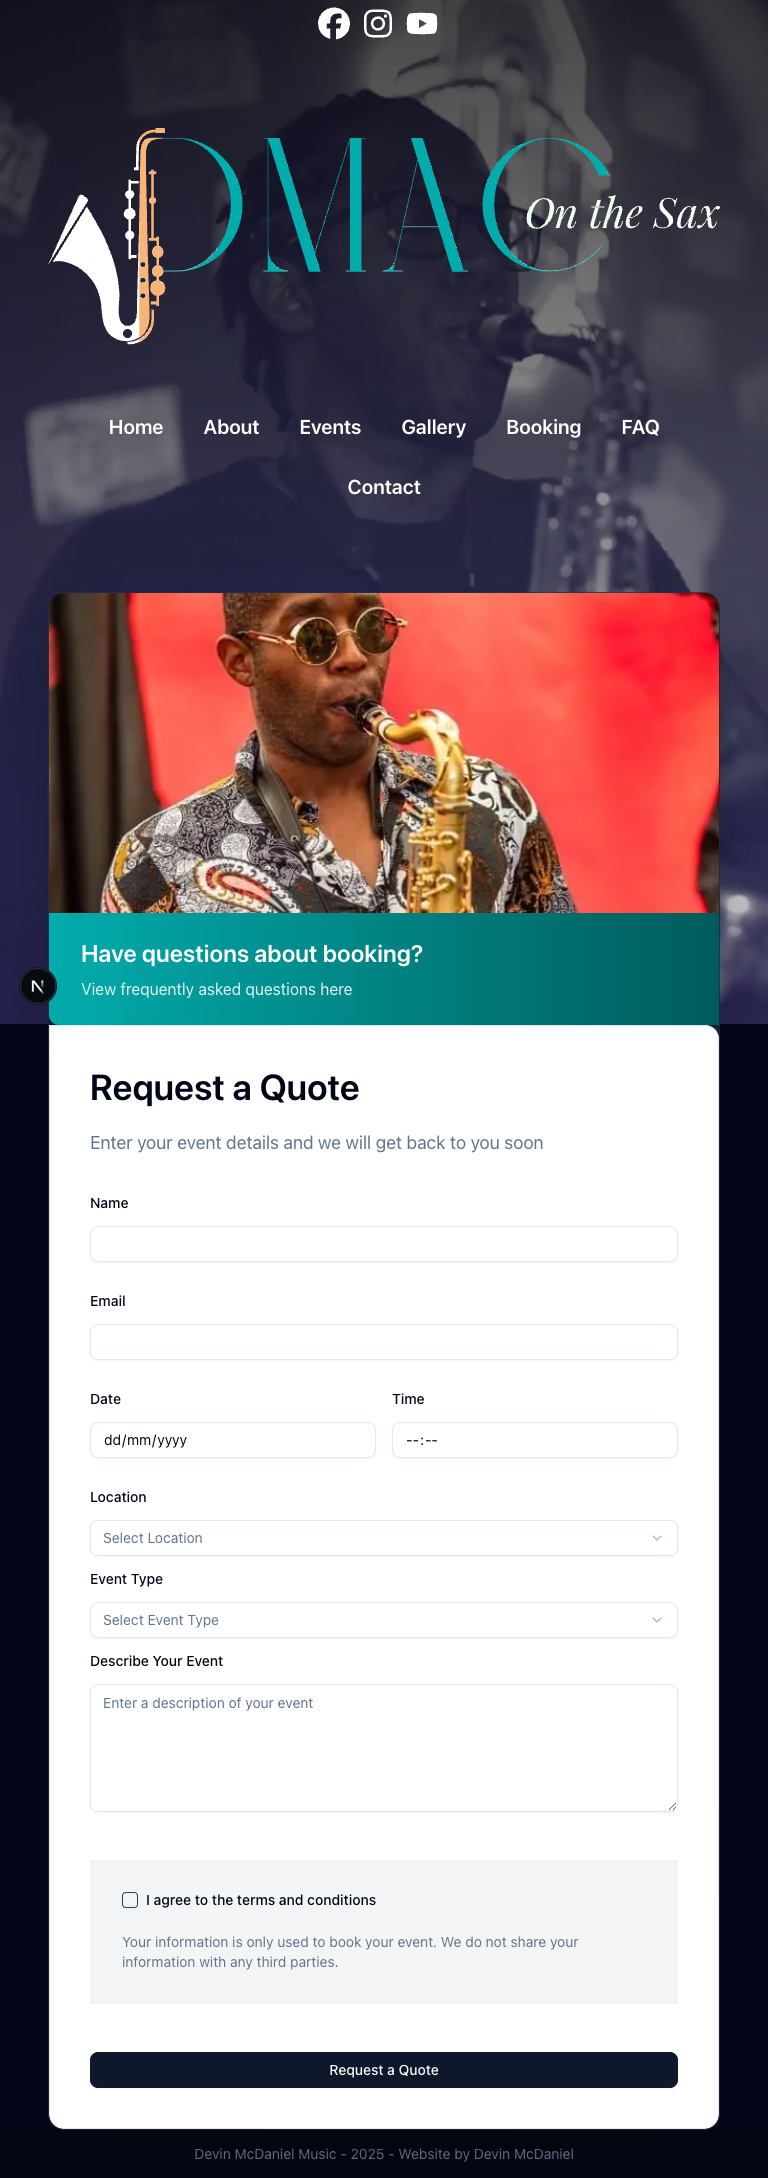 DMAC
On the Sax
Home About Events Gallery Booking FAQ
Contact
Have questions about booking?
View frequently asked questions here
N
Request a Quote
Enter your event details and we will get back to you soon
Name
Email
Date Time
dd/mm/yyyy --:--
Location
Select Location
Event Type
Select Event Type
Describe Your Event
Enter a description of your event
I agree to the terms and conditions
Your information is only used to book your event. We do not share your
information with any third parties.
Request a Quote
Devin McDaniel Music - 2025 - Website by Devin McDaniel